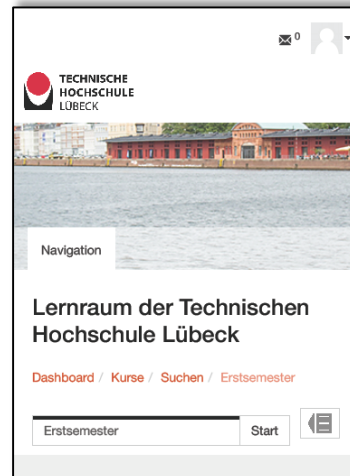 0
TECHNISCHE
HOCHSCHULE
LÜBECK
Navigation
Lernraum der Technischen
Hochschule Lübeck
Dashboard / Kurse / Suchen / Erstsemester
Erstsemester Start